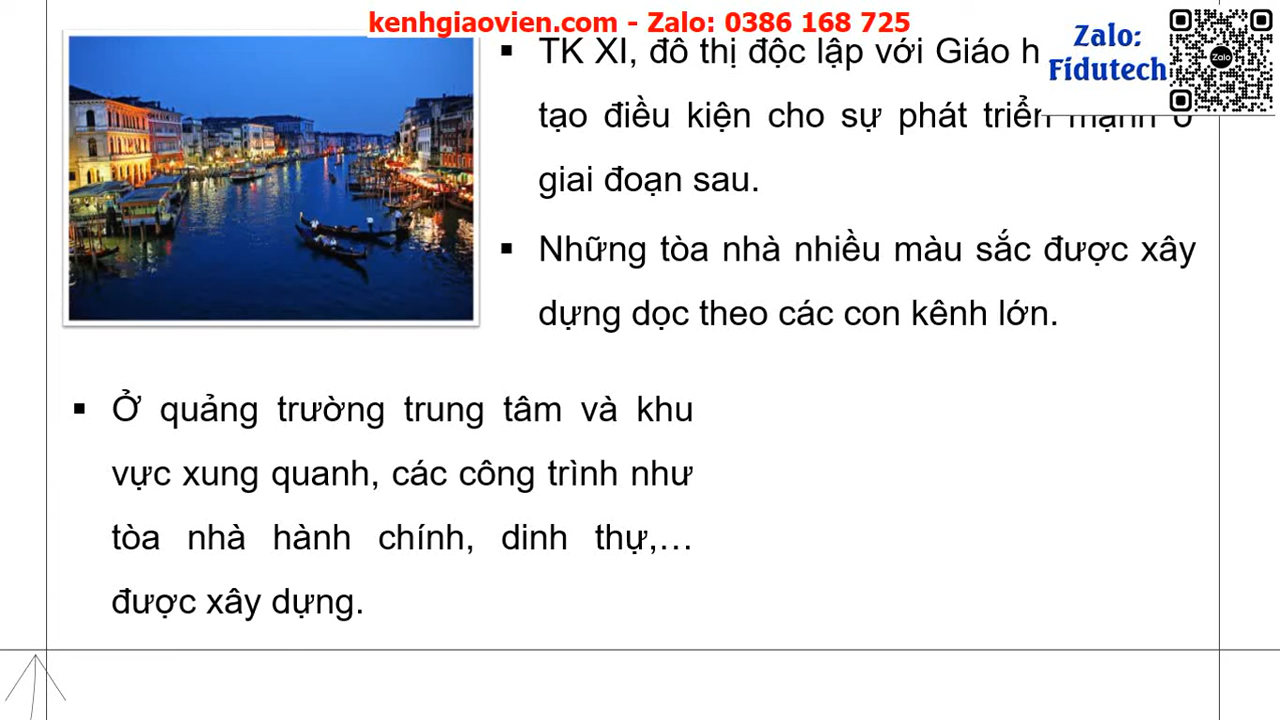 kenhgiaovien.com - Zalo: 0386 168 725
Zalo:
Fidutech
Zalo
▪ TK XI, đô thị độc lập với Giáo
tạo điều kiện cho sự phát triển
giai đoạn sau.
▪ Những tòa nhà nhiều màu sắc được xây
dựng dọc theo các con kênh lớn.
▪ Ở quảng trường trung tâm và khu
vực xung quanh, các công trình như
tòa nhà hành chính, dinh thự,…
được xây dựng.